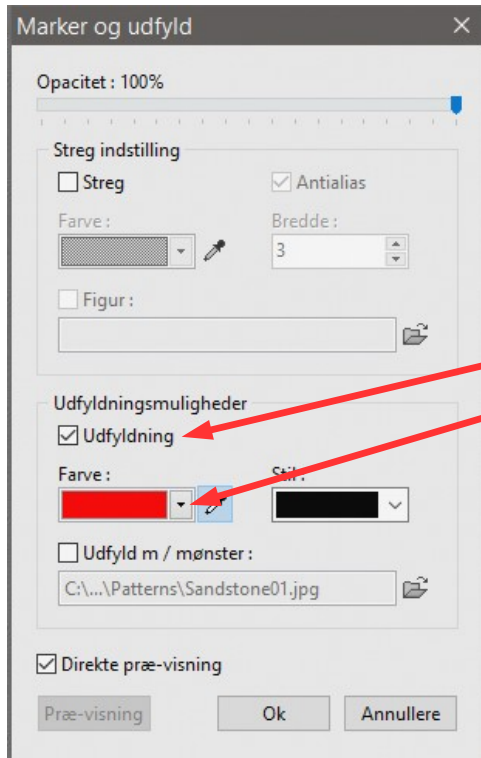 Marker og udfyld
Opacitet : 100%
Streg indstilling
Streg
Antialias
Farve :
Bredde :
3
Figur :
Udfyldningsmuligheder
Udfyldning
Farve :
Stil :
Udfyld m / mønster :
C:\...\Patterns\Sandstone01.jpg
Direkte præ-visning
Præ-visning
Ok
Annullere